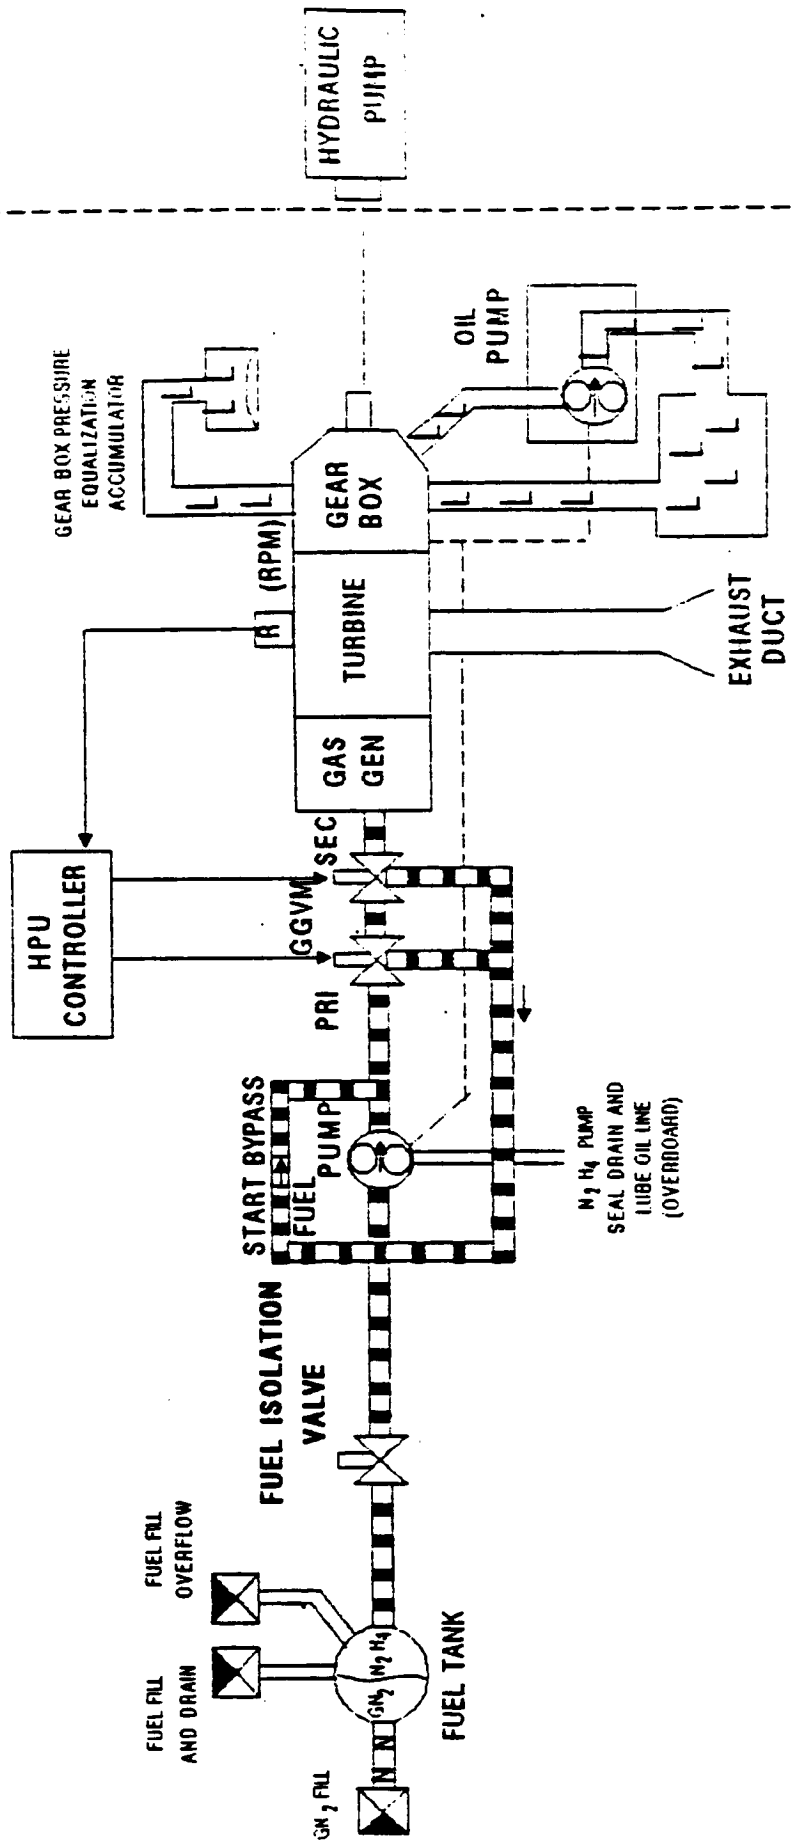 GN2 FILL
FUEL FILL
AND DRAIN
FUEL FILL
OVERFLOW
GN2 N2H4
FUEL TANK
FUEL ISOLATION
VALVE
START BYPASS
FUEL
PUMP
N2 H4 PUMP
SEAL DRAIN AND
LUBE OIL LINE
(OVERBOARD)
HPU
CONTROLLER
PRI
GGVM
SEC
GAS
GEN
TURBINE
R
(RPM)
GEAR
BOX
GEAR BOX PRESSURE
EQUALIZATION
ACCUMULATOR
EXHAUST
DUCT
OIL
PUMP
HYDRAULIC
PUMP
N N